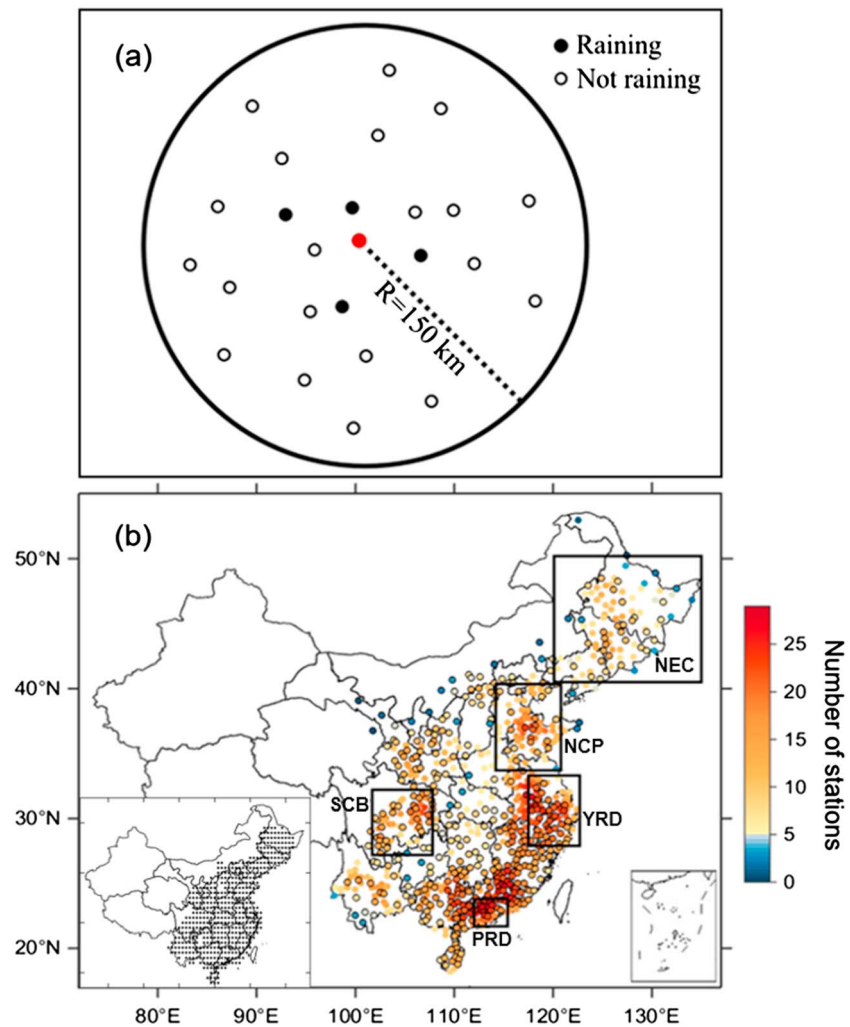 (a)
Raining
Not raining
R=150 km
(b)
50°N
40°N
30°N
20°N
80°E 90°E 100°E 110°E 120°E 130°E
NEC
NCP
SCB
YRD
PRD
25
20
15
10
5
0
Number of stations